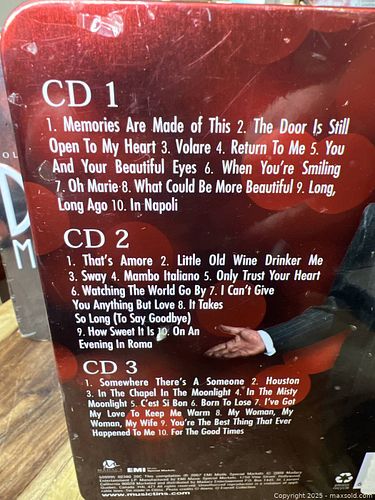 CD 1
1. Memories Are Made of This 2. The Door Is Still
Open To My Heart 3. Volare 4. Return To Me 5. You
And Your Beautiful Eyes 6. When You're Smiling
7. Oh Marie 8. What Could Be More Beautiful 9. Long,
Long Ago 10. In Napoli
CD 2
1. That's Amore 2. Little Old Wine Drinker Me
3. Sway 4. Mambo Italiano 5. Only Trust Your Heart
6. Watching The World Go By 7. I Can't Give
You Anything But Love 8. It Takes
So Long (To Say Goodbye)
9. How Sweet It Is 10. On An
Evening In Roma
CD 3
1. Somewhere There's A Someone 2. Houston
3. In The Chapel In The Moonlight 4. In The Misty
Moonlight 5. C'est Si Bon 6. Born To Lose 7. I've Got
My Love To Keep Me Warm 8. My Woman, My
Woman, My Wife 9. You're The Best Thing That Ever
Happened To Me 10. For The Good Times
EMI
www.musictins.com
Copyright 2025 - maxsold.com